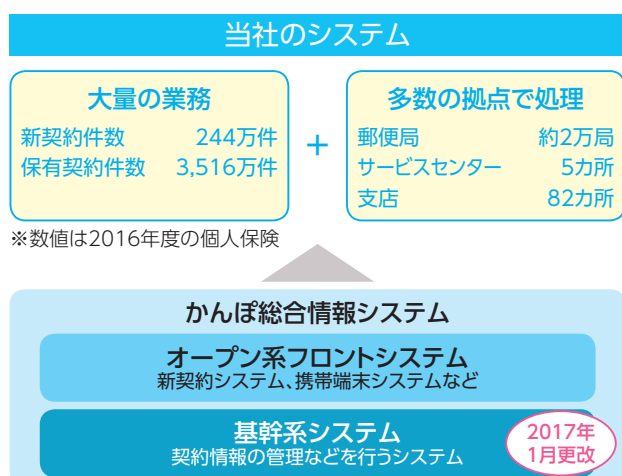 当社のシステム
大量の業務
新契約件数 244万件
保有契約件数 3,516万件
+
多数の拠点で処理
郵便局 約2万局
サービスセンター 5カ所
支店 82カ所
※数値は2016年度の個人保険
かんぽ総合情報システム
オープン系フロントシステム
新契約システム、携帯端末システムなど
基幹系システム
契約情報の管理などを行うシステム
2017年
1月更改